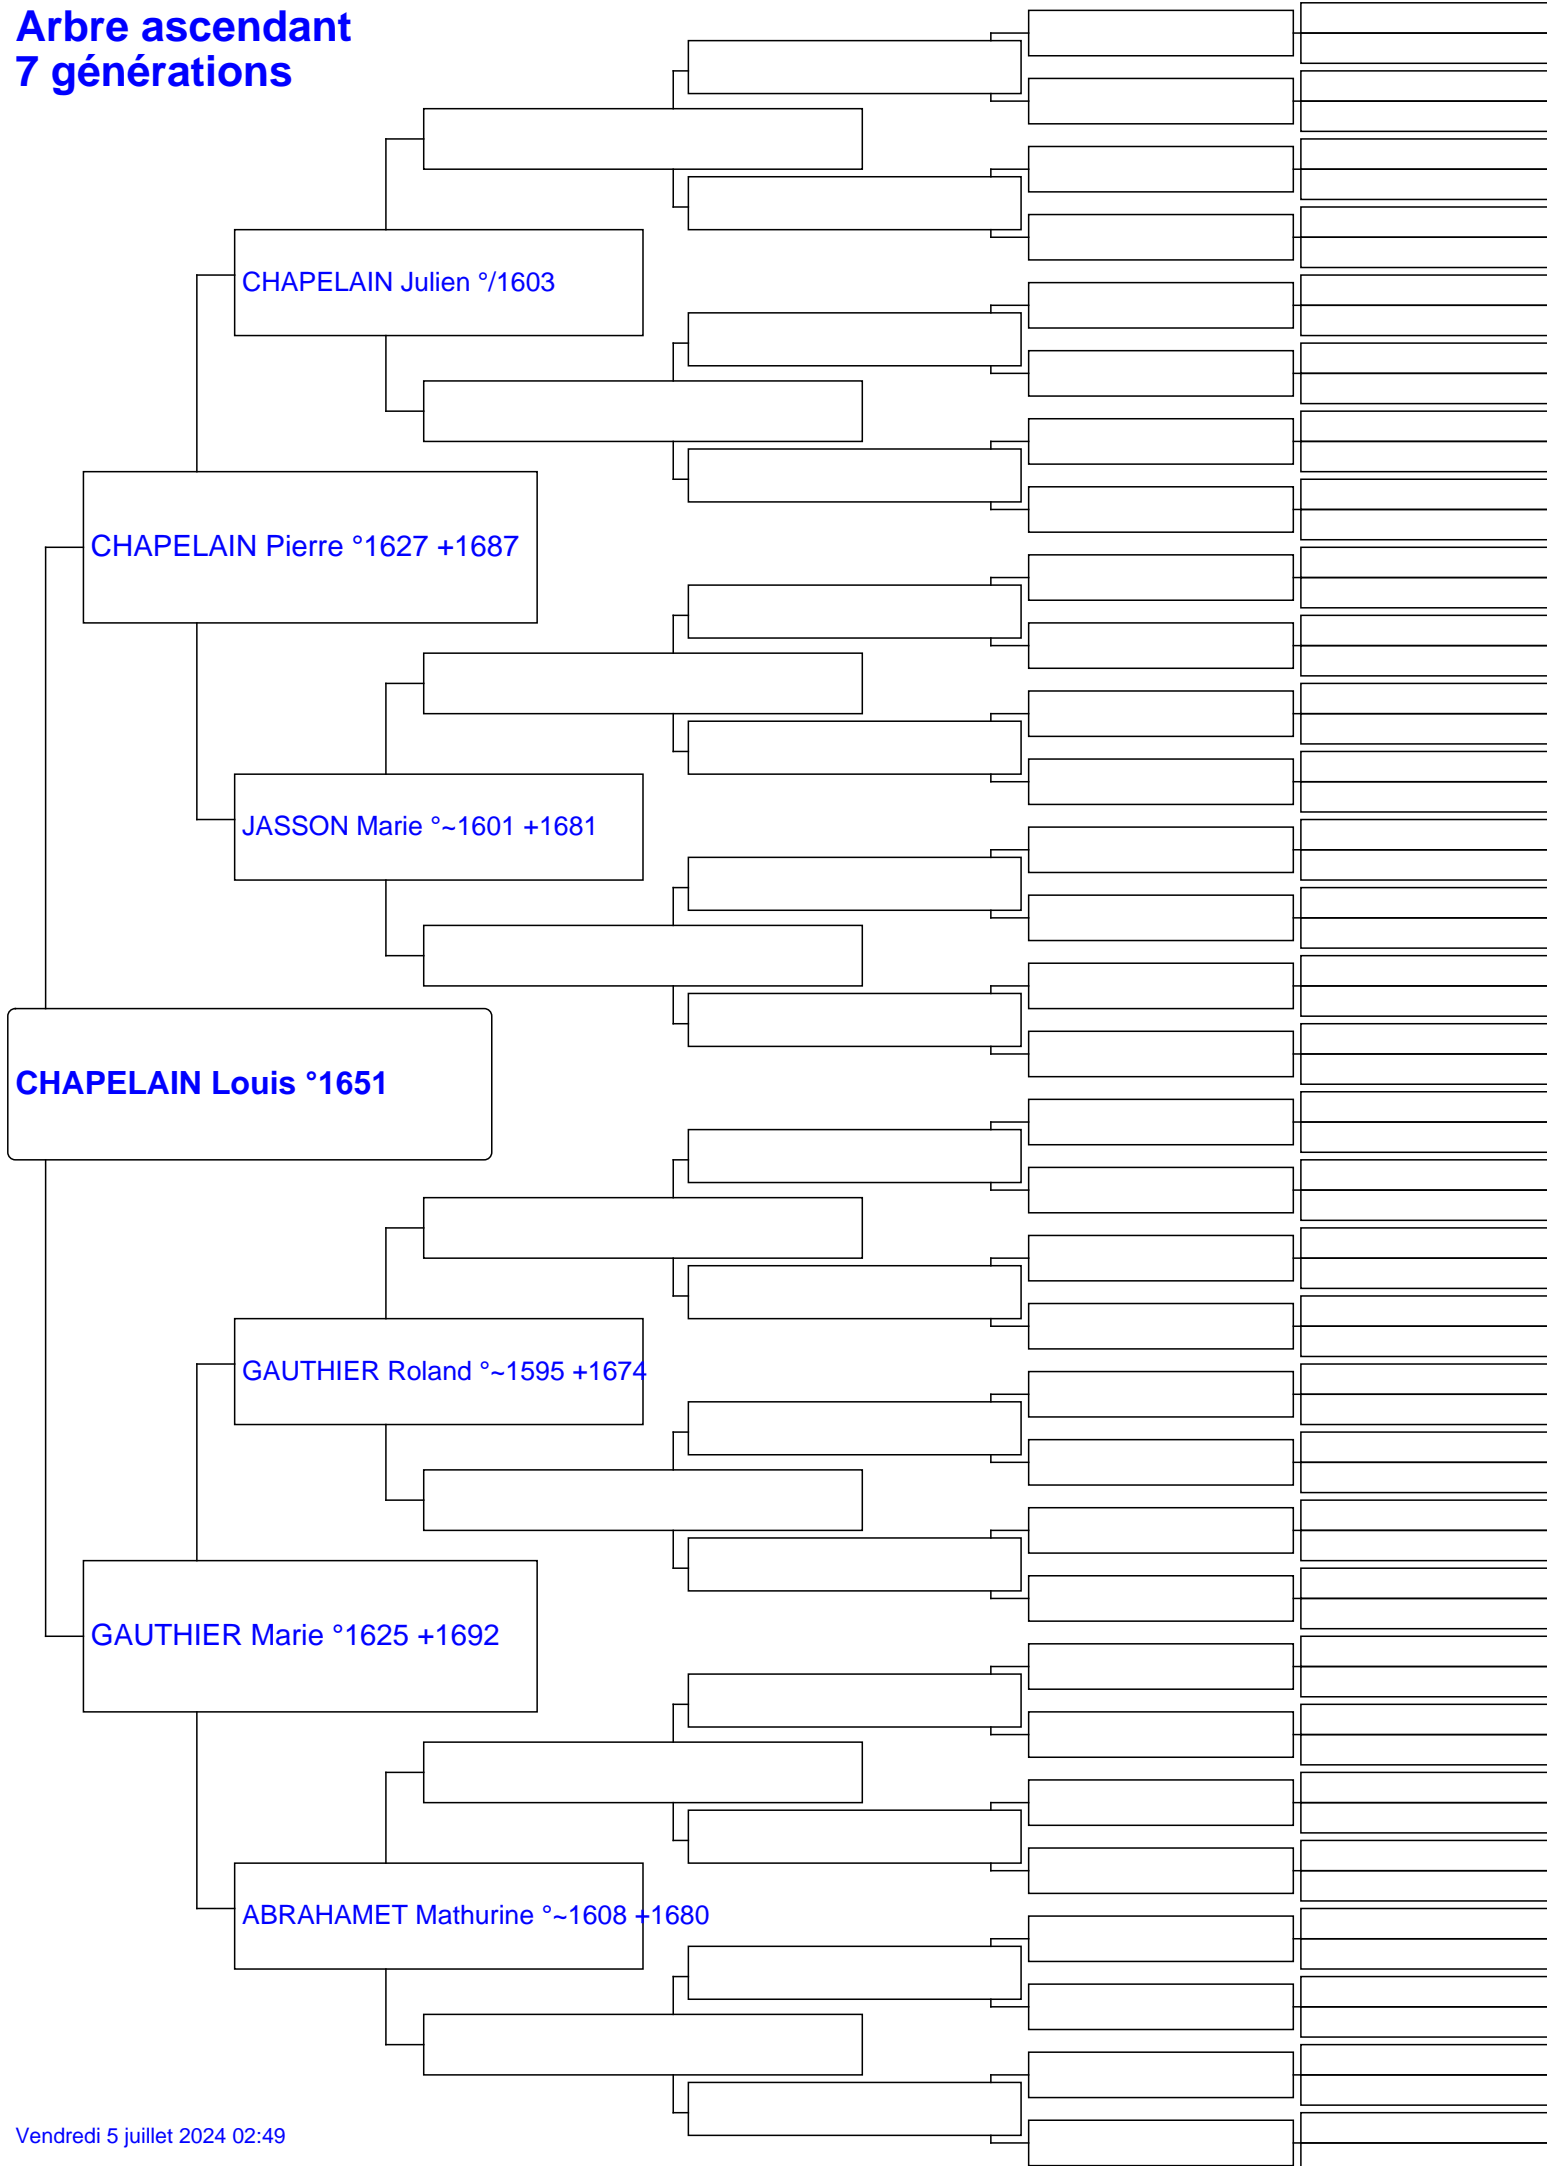 Arbre ascendant
7 générations
CHAPELAIN Julien °/1603
CHAPELAIN Pierre °1627 +1687
JASSON Marie °~1601 +1681
CHAPELAIN Louis °1651
GAUTHIER Roland °~1595 +1674
GAUTHIER Marie °1625 +1692
ABRAHAMET Mathurine °~1608 +1680
Vendredi 5 juillet 2024 02:49